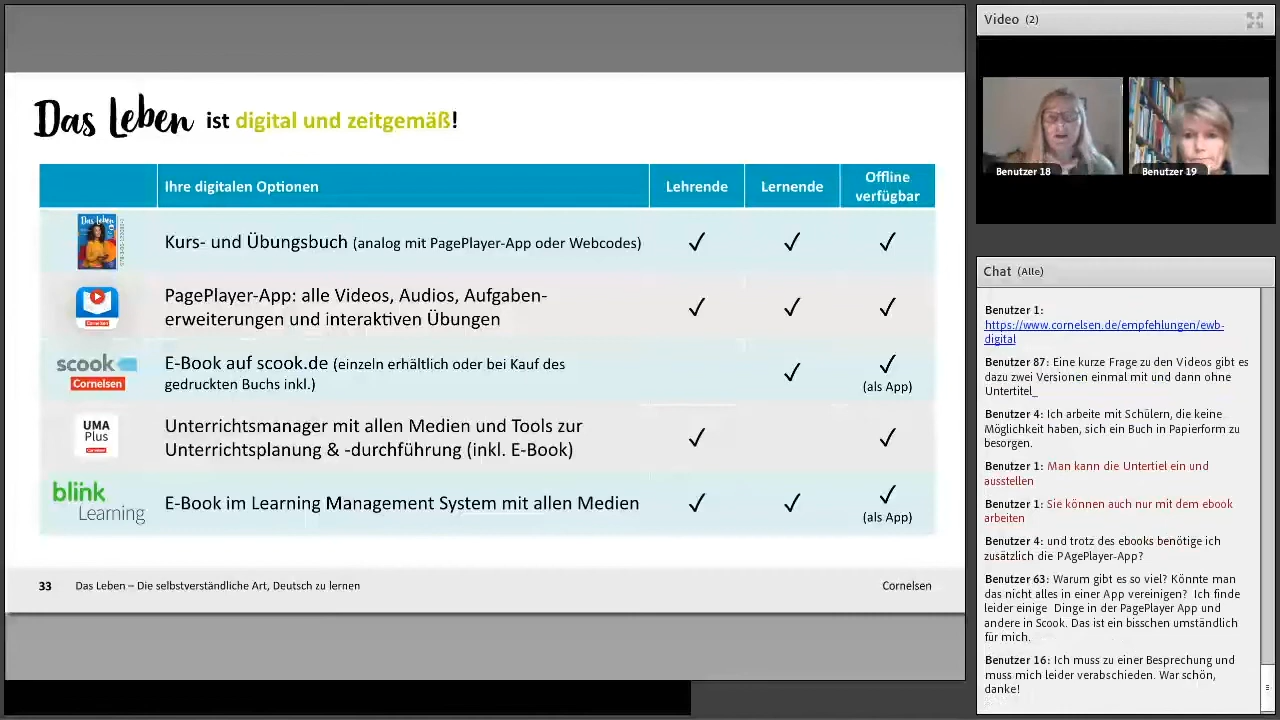 Das Leben ist digital und zeitgemäß!
Ihre digitalen Optionen
Lehrende
Lernende
Offline
verfügbar
Das Leben
Kurs- und Übungsbuch (analog mit PagePlayer-App oder Webcodes)
✓ ✓ ✓
Cornelsen
PagePlayer-App: alle Videos, Audios, Aufgaben-
erweiterungen und interaktiven Übungen
✓ ✓ ✓
scook
Cornelsen
E-Book auf scook.de (einzeln erhältlich oder bei Kauf des
gedruckten Buchs inkl.)
✓ ✓
(als App)
UMA
Plus
Unterrichtsmanager mit allen Medien und Tools zur
Unterrichtsplanung & -durchführung (inkl. E-Book)
✓ ✓
blink
Learning
E-Book im Learning Management System mit allen Medien
✓ ✓ ✓
(als App)
33 Das Leben – Die selbstverständliche Art, Deutsch zu lernen
Cornelsen
Video (2)
Benutzer 18
Benutzer 19
Chat (Alle)
Benutzer 1:
https://www.cornelsen.de/empfehlungen/ewb-
digital
Benutzer 87: Eine kurze Frage zu den Videos gibt es
dazu zwei Versionen einmal mit und dann ohne
Untertitel_
Benutzer 4: Ich arbeite mit Schülern, die keine
Möglichkeit haben, sich ein Buch in Papierform zu
besorgen.
Benutzer 1: Man kann die Untertiel ein und
ausstellen
Benutzer 1: Sie können auch nur mit dem ebook
arbeiten
Benutzer 4: und trotz des ebooks benötige ich
zusätzlich die PAgePlayer-App?
Benutzer 63: Warum gibt es so viel? Könnte man
das nicht alles in einer App vereinigen? Ich finde
leider einige Dinge in der PagePlayer App und
andere in Scook. Das ist ein bisschen umständlich
für mich.
Benutzer 16: Ich muss zu einer Besprechung und
muss mich leider verabschieden. War schön,
danke!